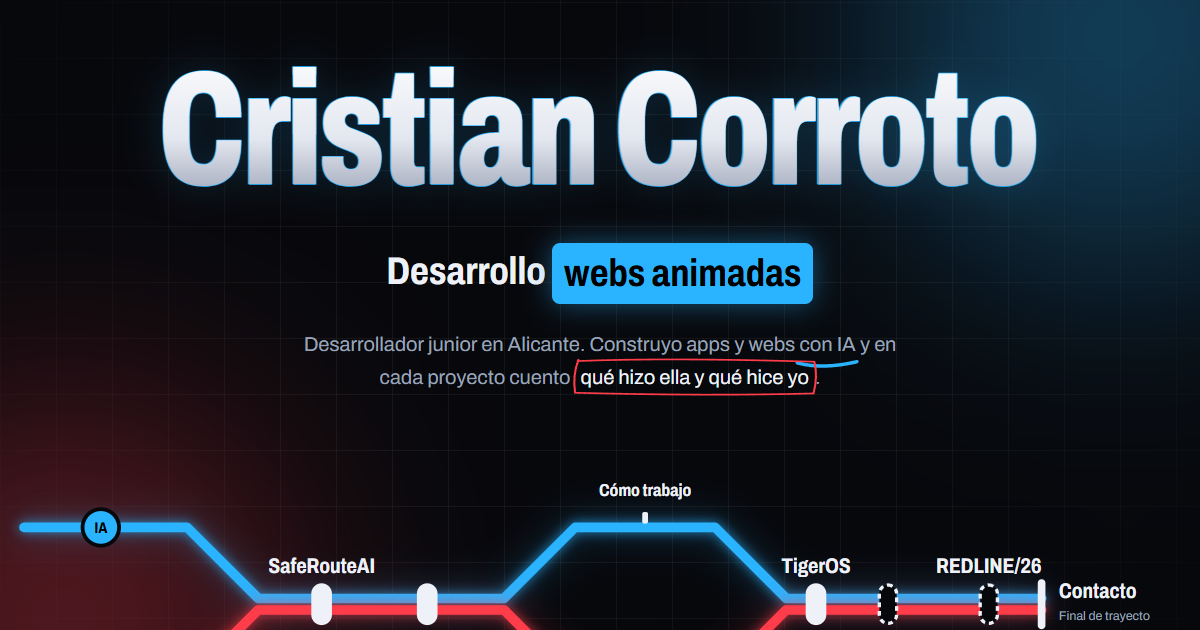 Cristian Corroto
Desarrollo webs animadas
Desarrollador junior en Alicante. Construyo apps y webs con IA y en
cada proyecto cuento qué hizo ella y qué hice yo.
Cómo trabajo
IA
SafeRouteAI
TigerOS
REDLINE/26
Contacto
Final de trayecto